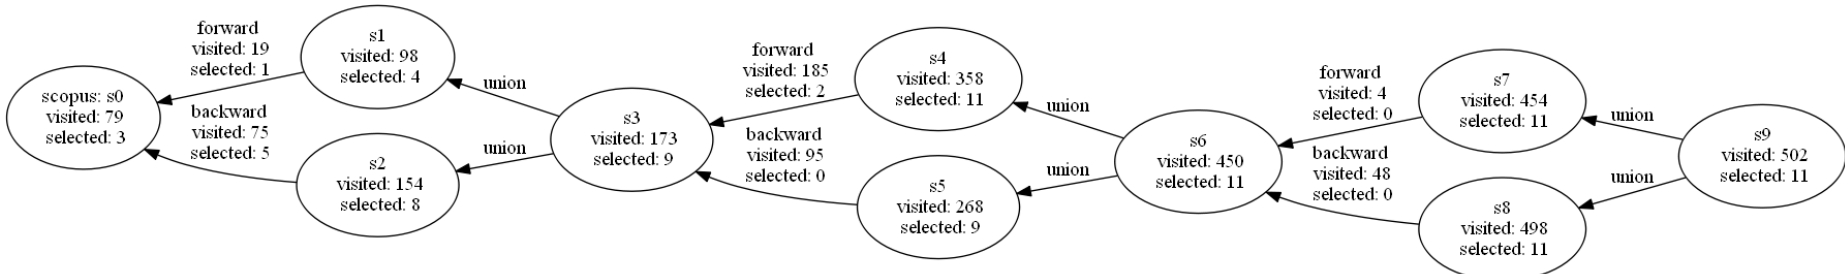 scopus: s0
visited: 79
selected: 3
forward
visited: 19
selected: 1
backward
visited: 75
selected: 5
s1
visited: 98
selected: 4
s2
visited: 154
selected: 8
union
union
s3
visited: 173
selected: 9
forward
visited: 185
selected: 2
backward
visited: 95
selected: 0
s4
visited: 358
selected: 11
s5
visited: 268
selected: 9
union
union
s6
visited: 450
selected: 11
forward
visited: 4
selected: 0
backward
visited: 48
selected: 0
s7
visited: 454
selected: 11
s8
visited: 498
selected: 11
union
union
s9
visited: 502
selected: 11